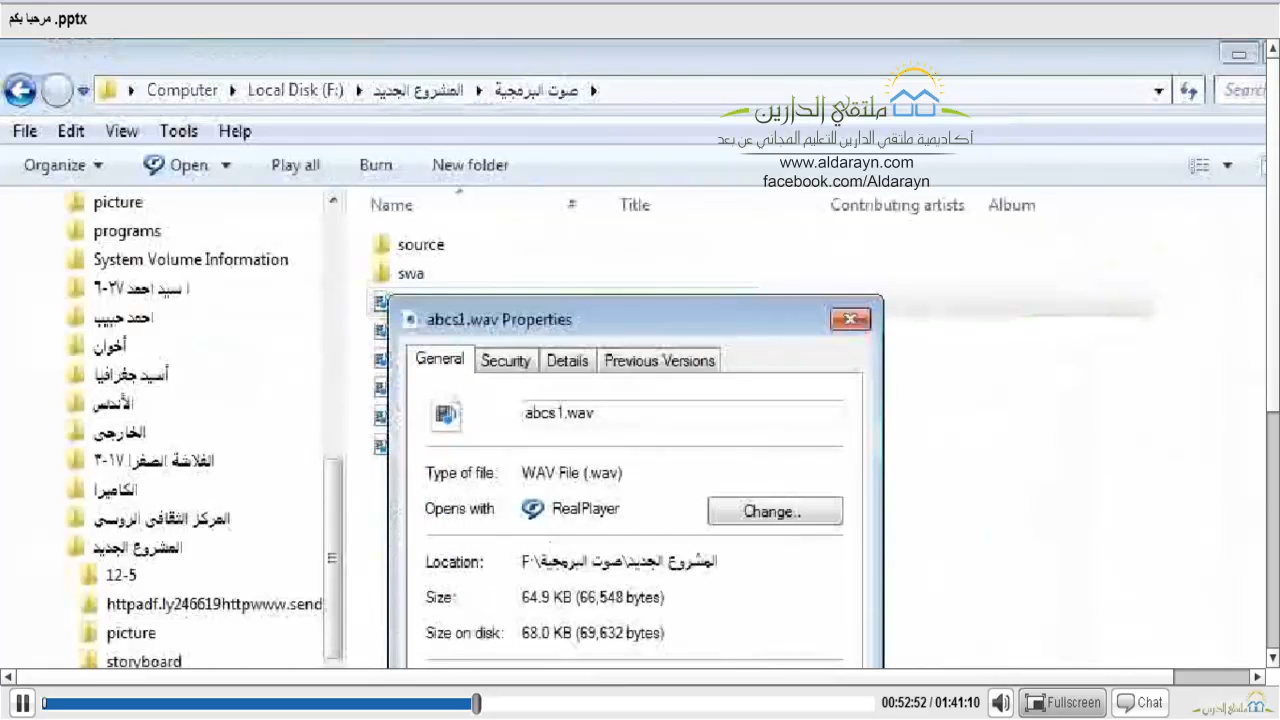 مرحبا بكم .pptx
Computer
Local Disk (F:)
المشروع الجديد
صوت البرمجية
Search
ملتقى الدارين
أكاديمية ملتقي الدارين للتعليم المجاني عن بعد
www.aldarayn.com
facebook.com/Aldarayn
File Edit View Tools Help
Organize
Open
Play all
Burn
New folder
picture
programs
System Volume Information
احمد حبيب
أخوان
أسيد جغرافيا
الأندلس
الخارجى
الكاميرا
المركز الثقافى الروسى
المشروع الجديد
12-5
httpadf.ly246619httpwww.send
picture
storyboard
Name
#
Title
Contributing artists
Album
source
swa
abcs1.wav Properties
General
Security
Details
Previous Versions
abcs1.wav
Type of file:
WAV File (.wav)
Opens with
RealPlayer
Change..
Location:
F:\المشروع الجديد\صوت البرمجية
Size:
64.9 KB (66,548 bytes)
Size on disk:
68.0 KB (69,632 bytes)
00:52:52 / 01:41:10
Fullscreen
Chat
ملتقى الدارين